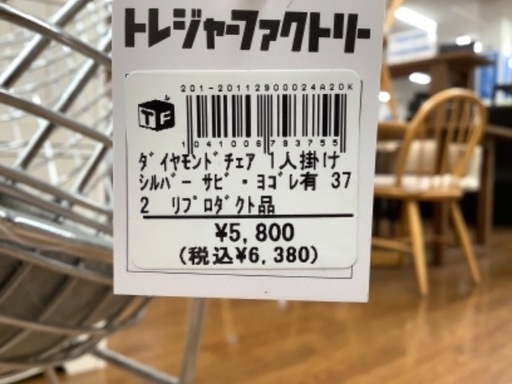 トレジャーファクトリー
201-201129000024A20K
TF
1041006793755
ﾀﾞｲﾔﾓﾝﾄﾞﾁｪｱ 1人掛け
ｼﾙﾊﾞｰ ｻﾋﾞ・ﾖｺﾞﾚ有 37
2 ﾘﾌﾟﾛﾀﾞｸﾄ品
¥5,800
(税込¥6,380)